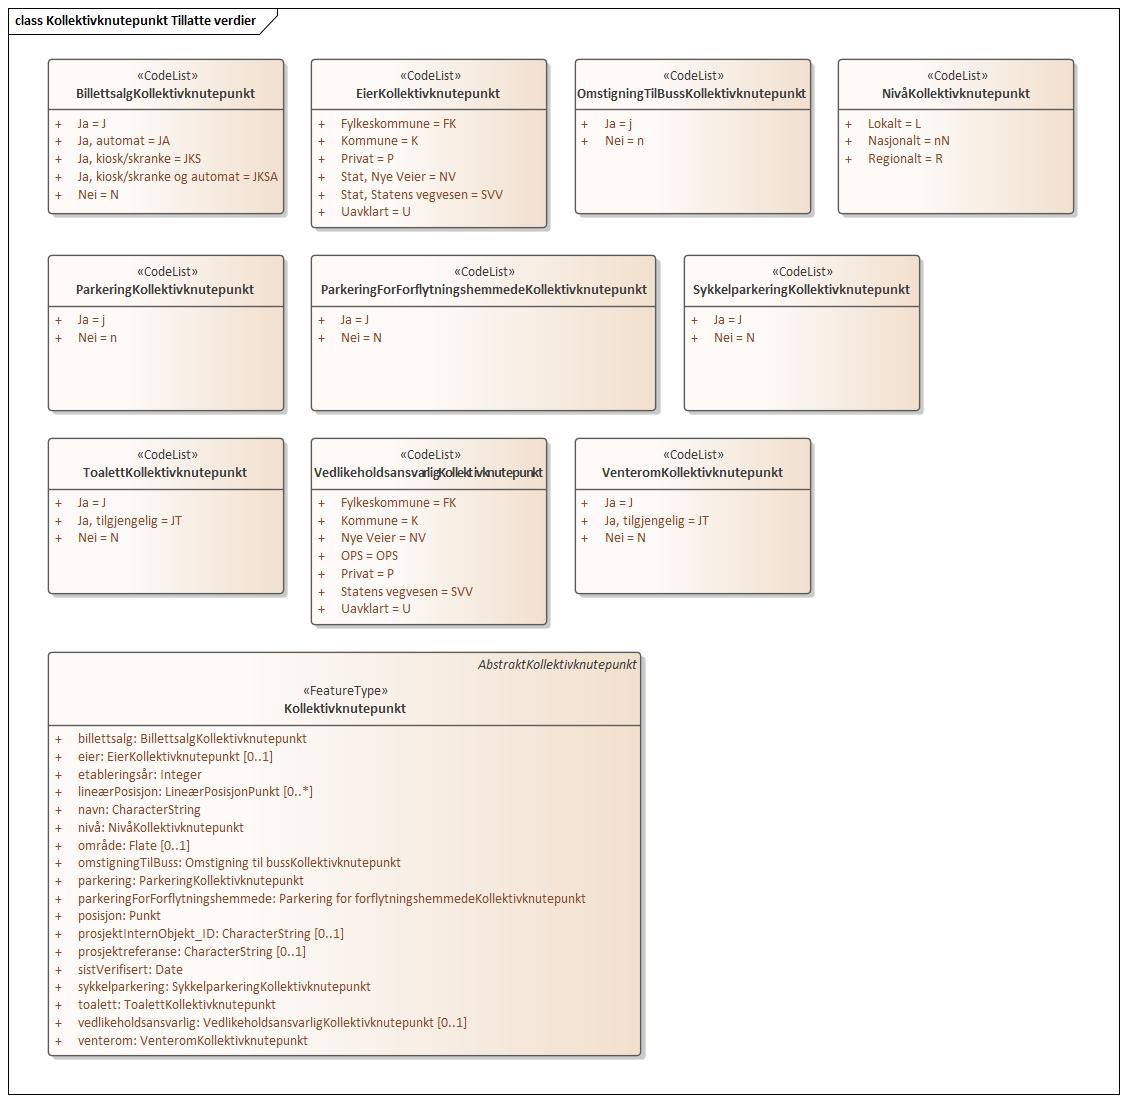 class Kollektivknutepunkt Tillatte verdier
«CodeList»
BillettsalgKollektivknutepunkt
+ Ja = J
+ Ja, automat = JA
+ Ja, kiosk/skranke = JKS
+ Ja, kiosk/skranke og automat = JKSA
+ Nei = N
«CodeList»
EierKollektivknutepunkt
+ Fylkeskommune = FK
+ Kommune = K
+ Privat = P
+ Stat, Nye Veier = NV
+ Stat, Statens vegvesen = SVV
+ Uavklart = U
«CodeList»
OmstigningTilBussKollektivknutepunkt
+ Ja = j
+ Nei = n
«CodeList»
NivåKollektivknutepunkt
+ Lokalt = L
+ Nasjonalt = nN
+ Regionalt = R
«CodeList»
ParkeringKollektivknutepunkt
+ Ja = j
+ Nei = n
«CodeList»
ParkeringForForflytningshemmedeKollektivknutepunkt
+ Ja = J
+ Nei = N
«CodeList»
SykkelparkeringKollektivknutepunkt
+ Ja = J
+ Nei = N
«CodeList»
ToalettKollektivknutepunkt
+ Ja = J
+ Ja, tilgjengelig = JT
+ Nei = N
«CodeList»
VedlikeholdsansvarligKollektivknutepunkt
+ Fylkeskommune = FK
+ Kommune = K
+ Nye Veier = NV
+ OPS = OPS
+ Privat = P
+ Statens vegvesen = SVV
+ Uavklart = U
«CodeList»
VenteromKollektivknutepunkt
+ Ja = J
+ Ja, tilgjengelig = JT
+ Nei = N
AbstraktKollektivknutepunkt
«FeatureType»
Kollektivknutepunkt
+ billettsalg: BillettsalgKollektivknutepunkt
+ eier: EierKollektivknutepunkt [0..1]
+ etableringsår: Integer
+ lineærPosisjon: LineærPosisjonPunkt [0..*]
+ navn: CharacterString
+ nivå: NivåKollektivknutepunkt
+ område: Flate [0..1]
+ omstigningTilBuss: Omstigning til bussKollektivknutepunkt
+ parkering: ParkeringKollektivknutepunkt
+ parkeringForForflytningshemmede: Parkering for forflytningshemmedeKollektivknutepunkt
+ posisjon: Punkt
+ prosjektInternObjekt_ID: CharacterString [0..1]
+ prosjektreferanse: CharacterString [0..1]
+ sistVerifisert: Date
+ sykkelparkering: SykkelparkeringKollektivknutepunkt
+ toalett: ToalettKollektivknutepunkt
+ vedlikeholdsansvarlig: VedlikeholdsansvarligKollektivknutepunkt [0..1]
+ venterom: VenteromKollektivknutepunkt